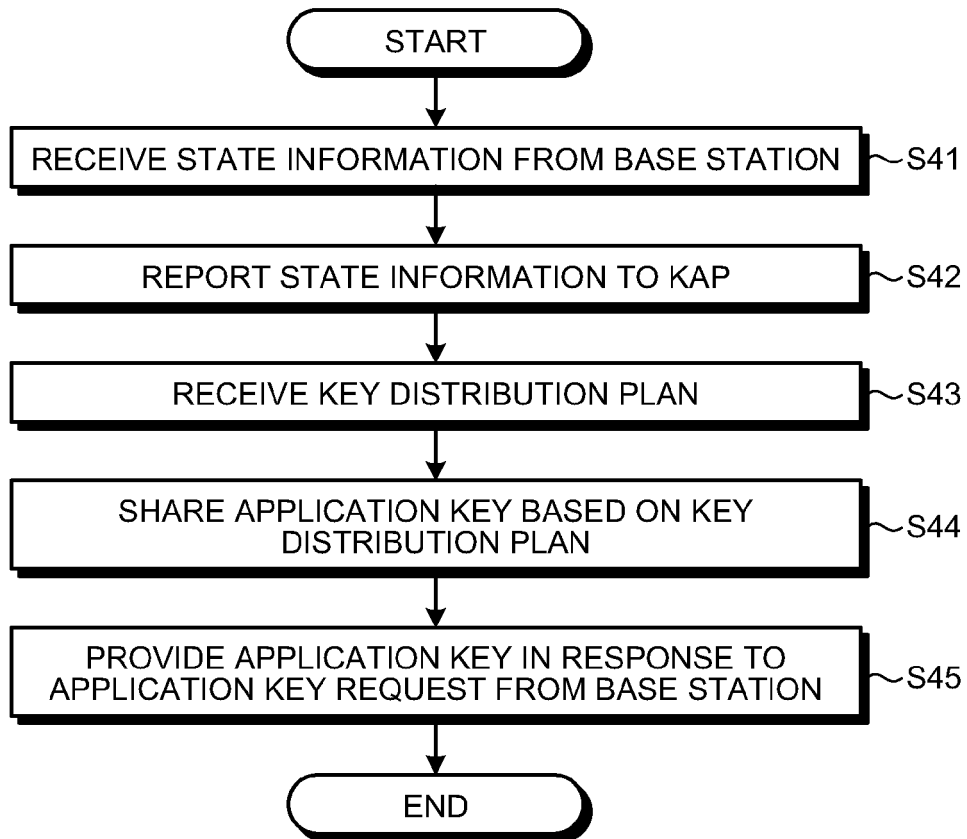 START
RECEIVE STATE INFORMATION FROM BASE STATION
S41
REPORT STATE INFORMATION TO KAP
S42
RECEIVE KEY DISTRIBUTION PLAN
S43
SHARE APPLICATION KEY BASED ON KEY
DISTRIBUTION PLAN
S44
PROVIDE APPLICATION KEY IN RESPONSE TO
APPLICATION KEY REQUEST FROM BASE STATION
S45
END